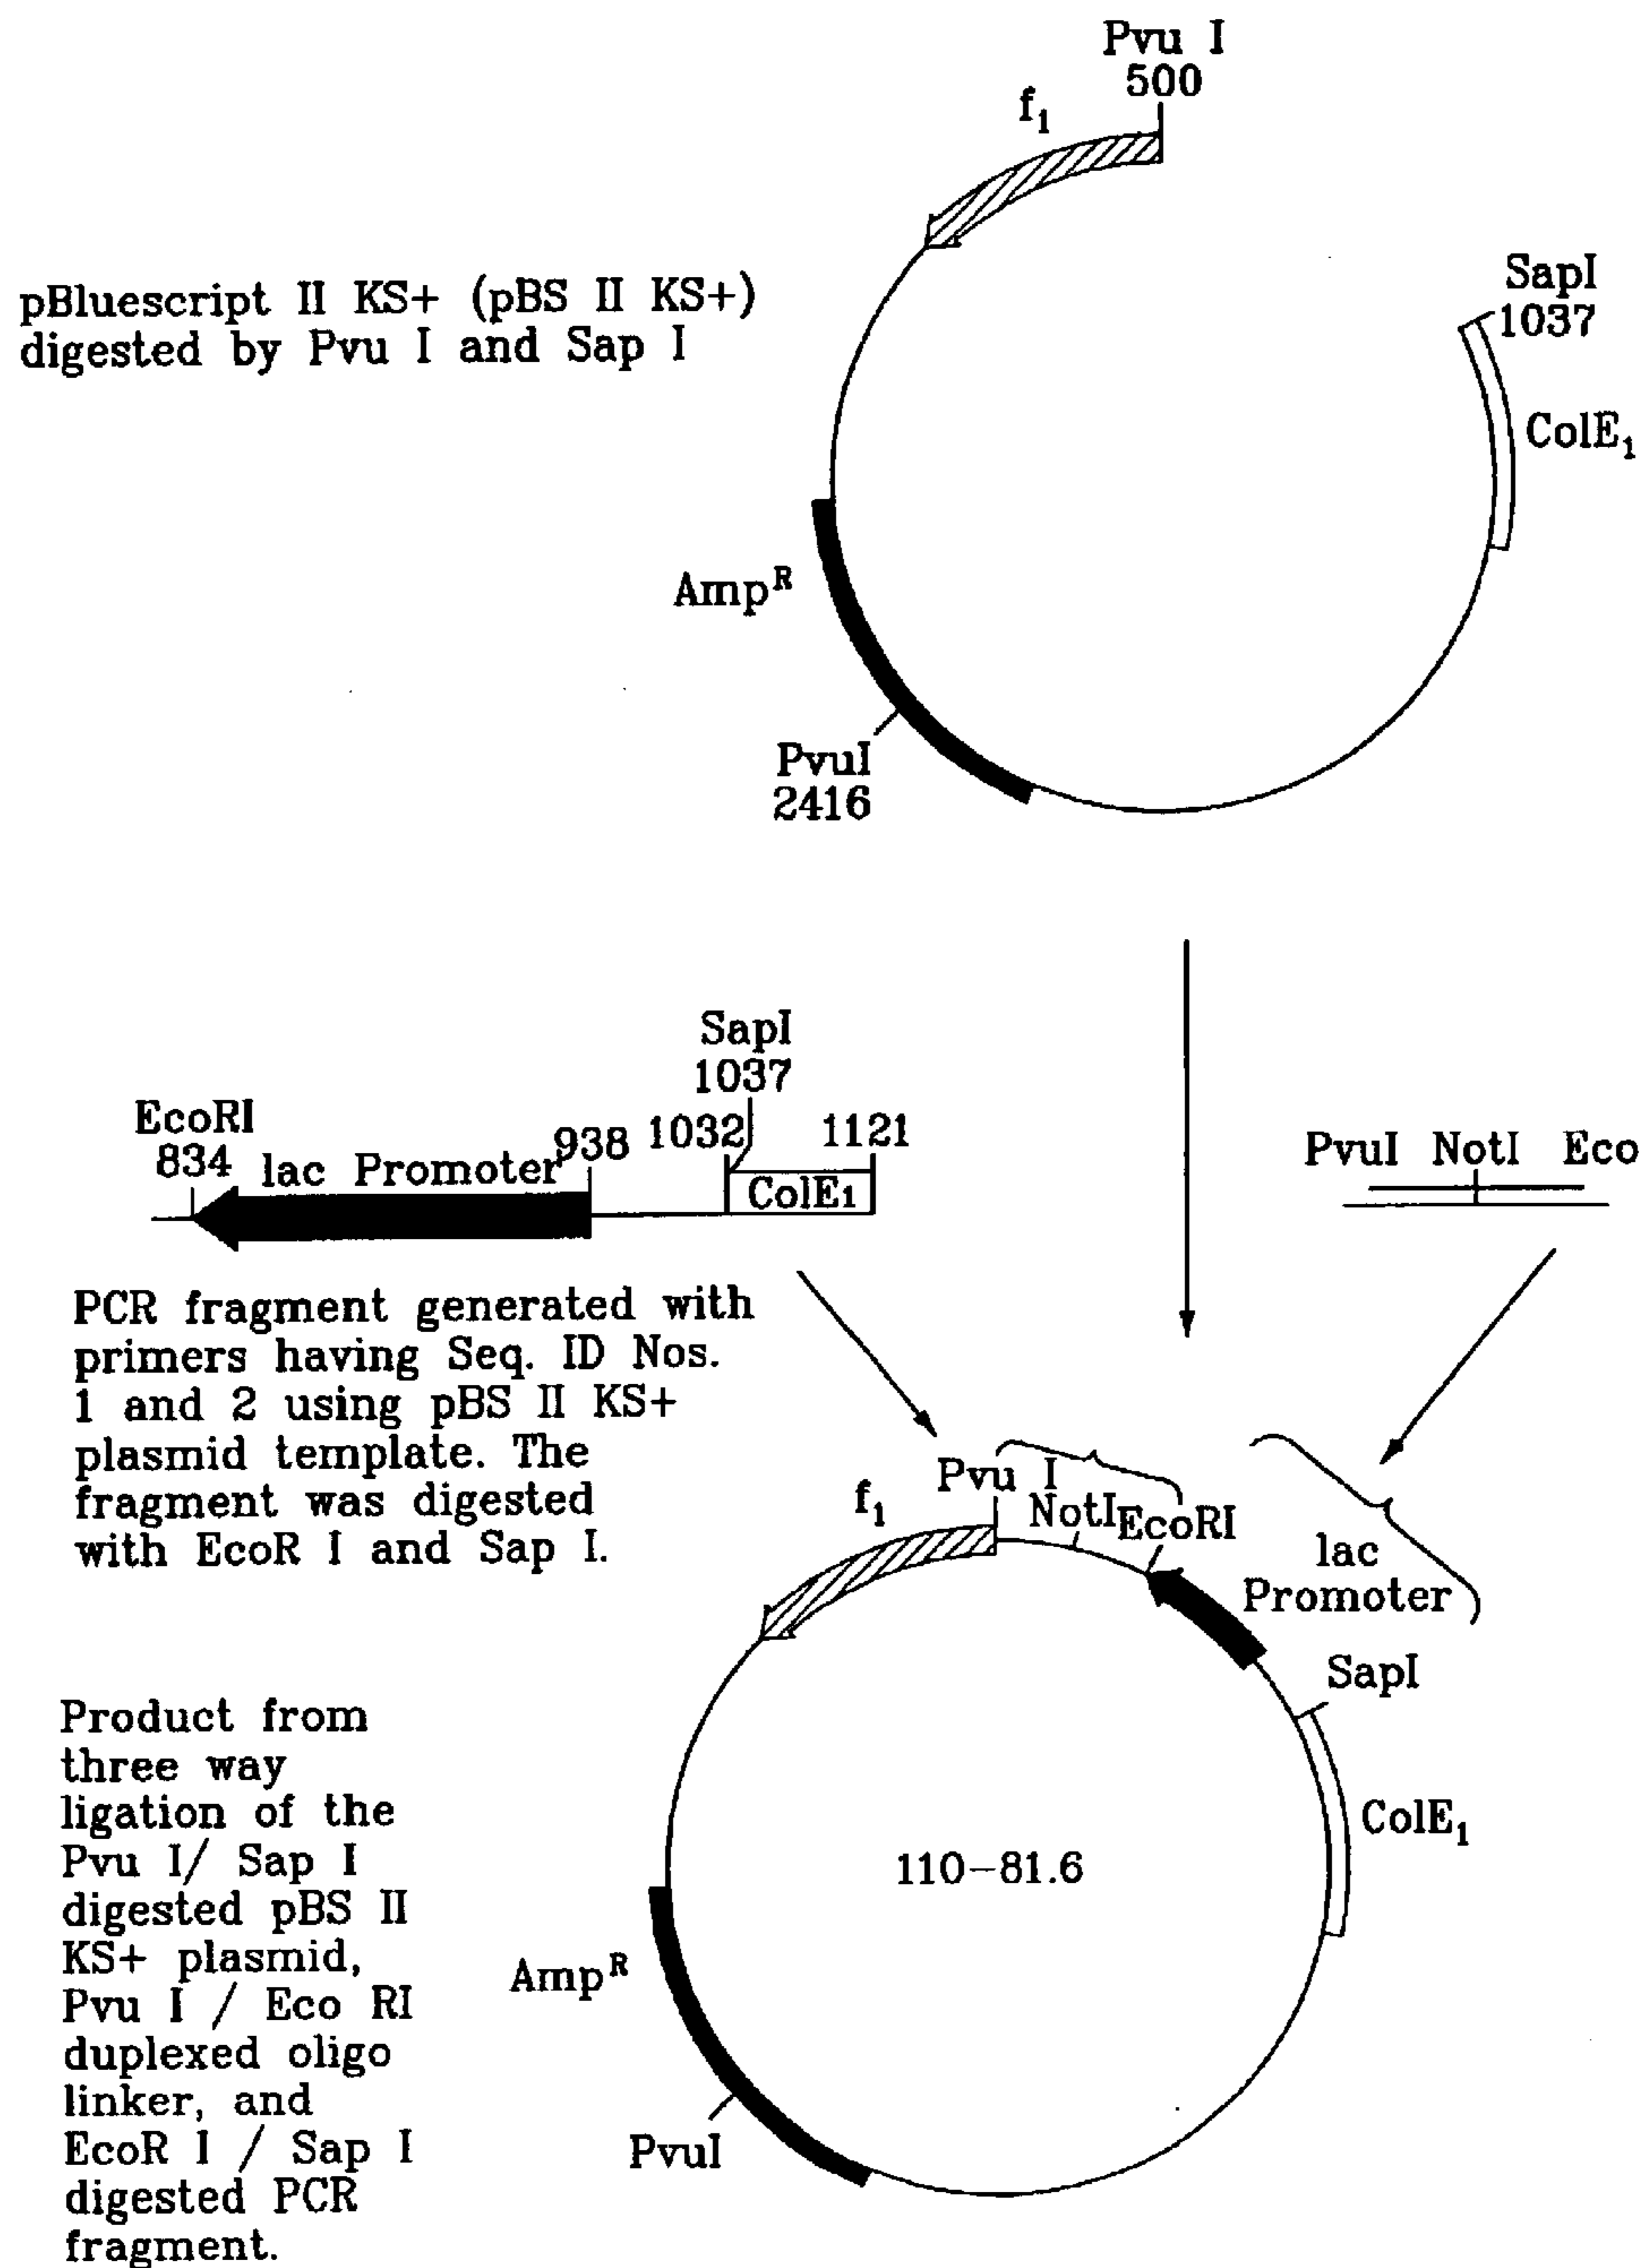 Pvu I
500
f₁
pBluescript II KS+ (pBS II KS+)
digested by Pvu I and Sap I
SapI
1037
ColE₁
Ampᴿ
PvuI
2416
SapI
1037
EcoRI
834
lac Promoter
938
1032
1121
ColE1
PvuI NotI Eco
PCR fragment generated with
primers having Seq. ID Nos.
1 and 2 using pBS II KS+
plasmid template. The
fragment was digested
with EcoR I and Sap I.
f₁
Pvu I
NotI
EcoRI
lac
Promoter
SapI
ColE₁
110-81.6
Ampᴿ
PvuI
Product from
three way
ligation of the
Pvu I/ Sap I
digested pBS II
KS+ plasmid,
Pvu I / Eco RI
duplexed oligo
linker, and
EcoR I / Sap I
digested PCR
fragment.